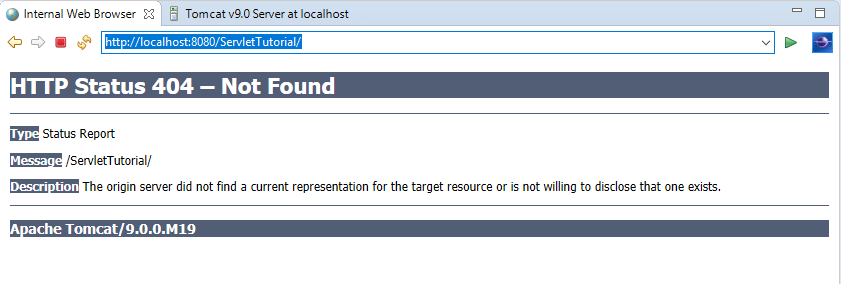 Internal Web Browser Tomcat v9.0 Server at localhost
http://localhost:8080/ServletTutorial/
HTTP Status 404 – Not Found
Type Status Report
Message /ServletTutorial/
Description The origin server did not find a current representation for the target resource or is not willing to disclose that one exists.
Apache Tomcat/9.0.0.M19